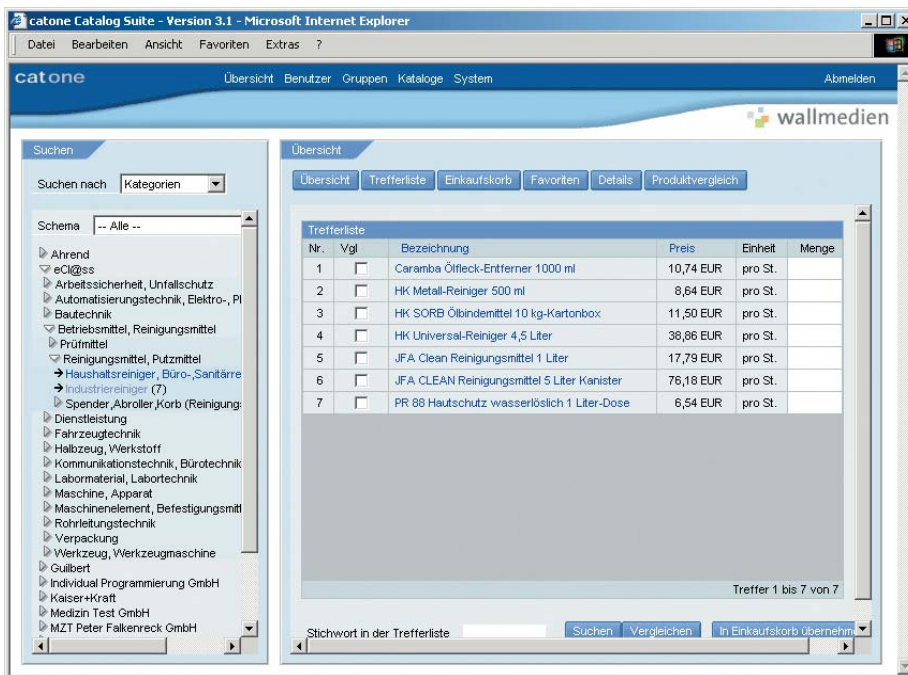 catone Catalog Suite - Version 3.1 - Microsoft Internet Explorer
Datei Bearbeiten Ansicht Favoriten Extras ?
catone Übersicht Benutzer Gruppen Kataloge System Abmelden
wallmedien
Suchen
Suchen nach Kategorien
Schema -- Alle --
Ahrend
eCl@ss
Arbeitssicherheit, Unfallschutz
Automatisierungstechnik, Elektro-, Pl
Bautechnik
Betriebsmittel, Reinigungsmittel
Prüfmittel
Reinigungsmittel, Putzmittel
Haushaltsreiniger, Büro-,Sanitärre
Industriereiniger (7)
Spender,Abroller,Korb (Reinigung:
Dienstleistung
Fahrzeugtechnik
Halbzeug, Werkstoff
Kommunikationstechnik, Bürotechnik
Labormaterial, Labortechnik
Maschine, Apparat
Maschinenelement, Befestigungsmitt
Rohrleitungstechnik
Verpackung
Werkzeug, Werkzeugmaschine
Guilbert
Individual Programmierung GmbH
Kaiser+Kraft
Medizin Test GmbH
MZT Peter Falkenreck GmbH
Übersicht
Übersicht Trefferliste Einkaufskorb Favoriten Details Produktvergleich
Trefferliste
Nr. Vgl Bezeichnung Preis Einheit Menge
1 Caramba Ölfleck-Entferner 1000 ml 10,74 EUR pro St.
2 HK Metall-Reiniger 500 ml 8,64 EUR pro St.
3 HK SORB Ölbindemittel 10 kg-Kartonbox 11,50 EUR pro St.
4 HK Universal-Reiniger 4,5 Liter 38,86 EUR pro St.
5 JFA Clean Reinigungsmittel 1 Liter 17,79 EUR pro St.
6 JFA CLEAN Reinigungsmittel 5 Liter Kanister 76,18 EUR pro St.
7 PR 88 Hautschutz wasserlöslich 1 Liter-Dose 6,54 EUR pro St.
Treffer 1 bis 7 von 7
Stichwort in der Trefferliste Suchen Vergleichen In Einkaufskorb übernehme